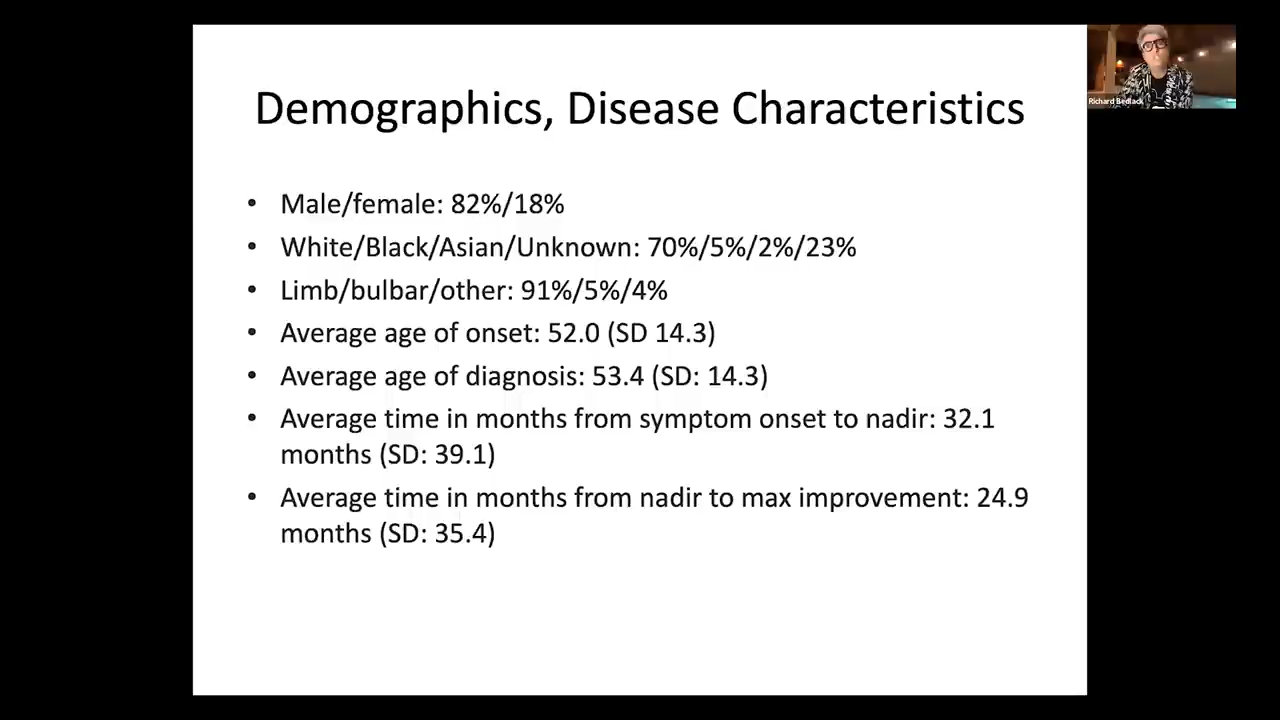 Demographics, Disease Characteristics
• Male/female: 82%/18%
• White/Black/Asian/Unknown: 70%/5%/2%/23%
• Limb/bulbar/other: 91%/5%/4%
• Average age of onset: 52.0 (SD 14.3)
• Average age of diagnosis: 53.4 (SD: 14.3)
• Average time in months from symptom onset to nadir: 32.1
months (SD: 39.1)
• Average time in months from nadir to max improvement: 24.9
months (SD: 35.4)
Richard Bedlack